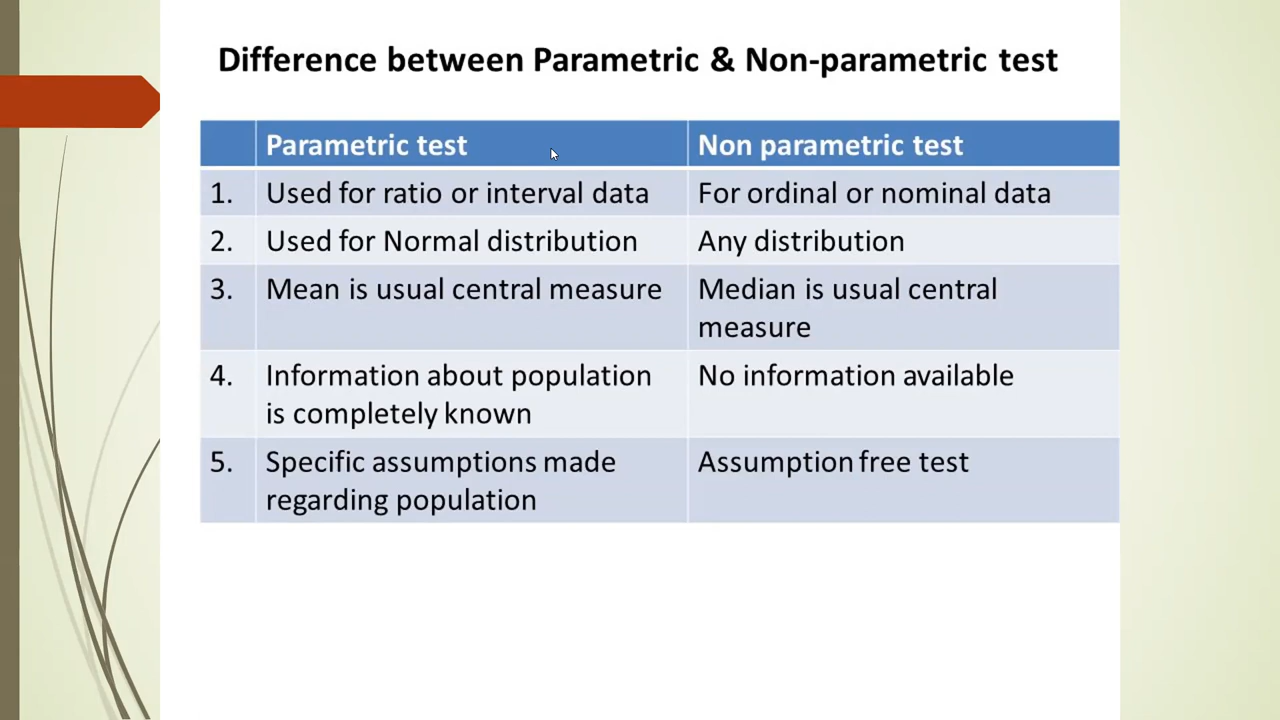 Difference between Parametric & Non-parametric test
Parametric test Non parametric test
1. Used for ratio or interval data For ordinal or nominal data
2. Used for Normal distribution Any distribution
3. Mean is usual central measure Median is usual central
measure
4. Information about population No information available
is completely known
5. Specific assumptions made Assumption free test
regarding population